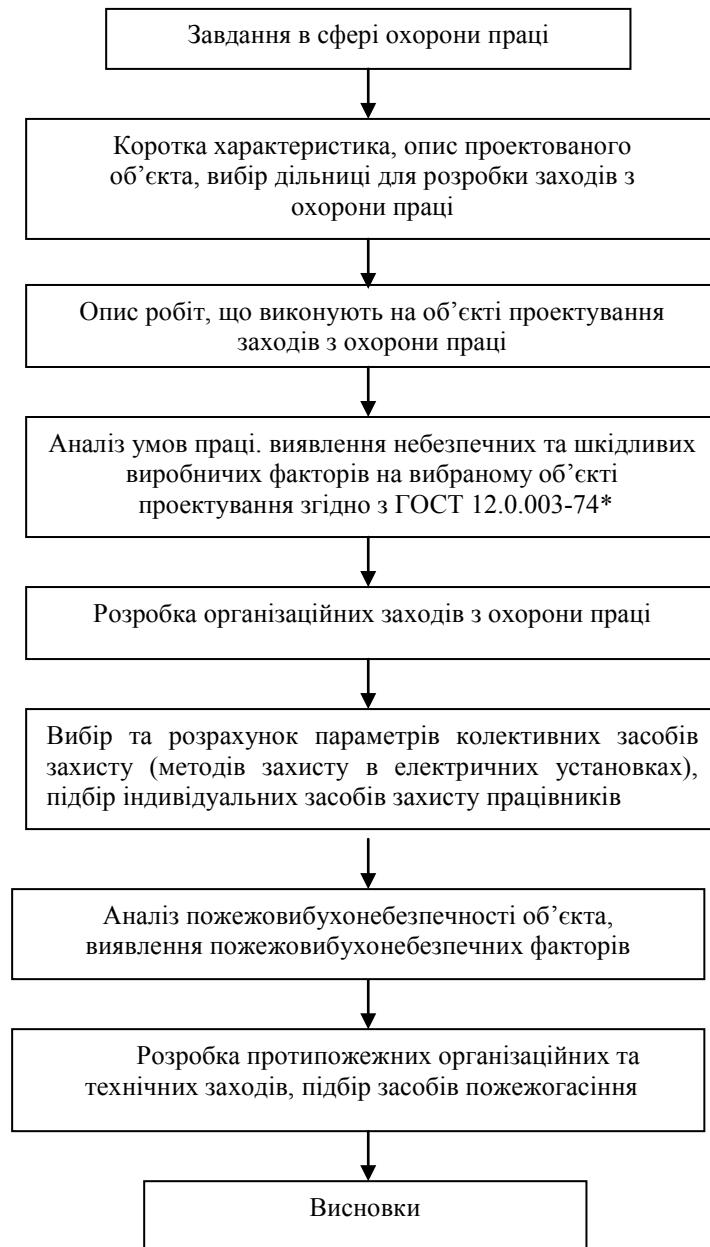 Завдання в сфері охорони праці
Коротка характеристика, опис проектованого
об’єкта, вибір дільниці для розробки заходів з
охорони праці
Опис робіт, що виконують на об’єкті проектування
заходів з охорони праці
Аналіз умов праці. виявлення небезпечних та шкідливих
виробничих факторів на вибраному об’єкті
проектування згідно з ГОСТ 12.0.003-74*
Розробка організаційних заходів з охорони праці
Вибір та розрахунок параметрів колективних засобів
захисту (методів захисту в електричних установках),
підбір індивідуальних засобів захисту працівників
Аналіз пожежовибухонебезпечності об’єкта,
виявлення пожежовибухонебезпечних факторів
Розробка протипожежних організаційних та
технічних заходів, підбір засобів пожежогасіння
Висновки